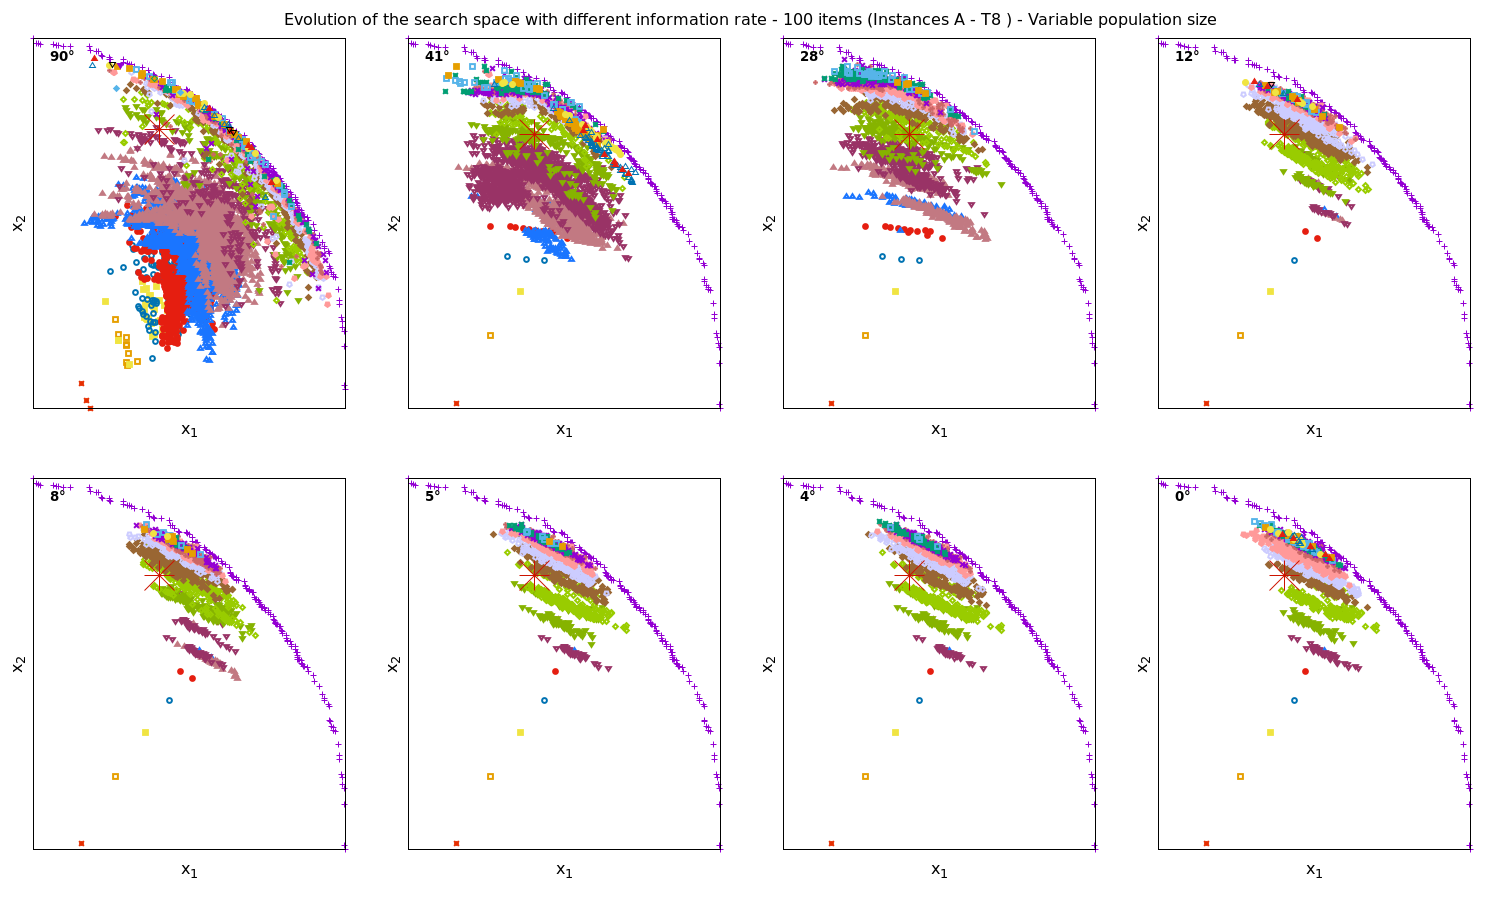 Evolution of the search space with different information rate - 100 items (Instances A - T8 ) - Variable population size
90°
41°
28°
12°
x2
x2
x2
x2
x1
x1
x1
x1
8°
5°
4°
0°
x2
x2
x2
x2
x1
x1
x1
x1